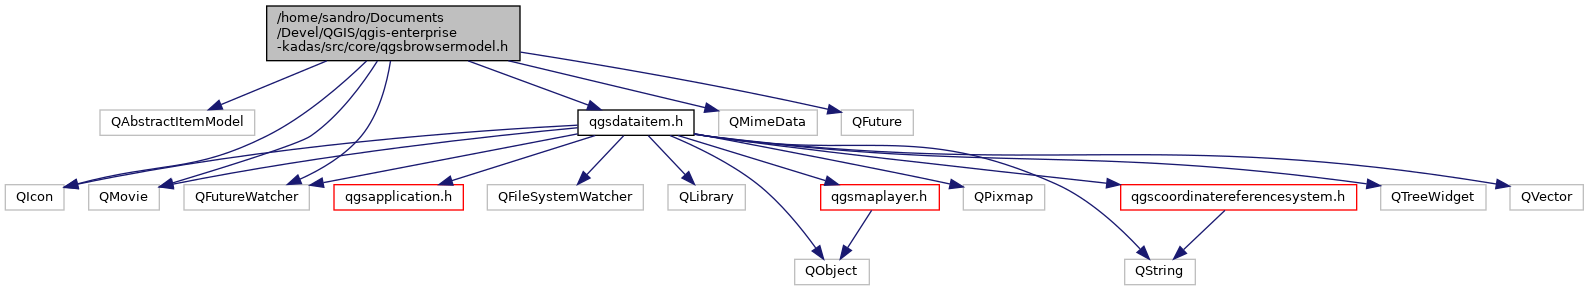 /home/sandro/Documents
/Devel/QGIS/qgis-enterprise
-kadas/src/core/qgsbrowsermodel.h
QAbstractItemModel
qgsdataitem.h
QMimeData
QFuture
QIcon
QMovie
QFutureWatcher
qgsapplication.h
QFileSystemWatcher
QLibrary
qgsmaplayer.h
QPixmap
qgscoordinatereferencesystem.h
QTreeWidget
QVector
QObject
QString